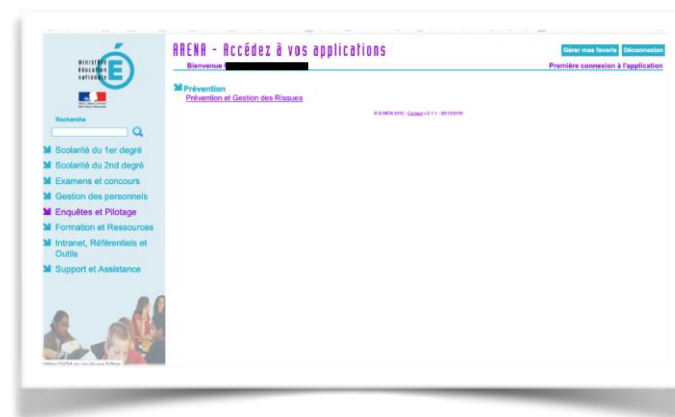 ARENA - Accédez à vos applications
Gérer mes favoris Déconnexion
Bienvenue
Première connexion à l'application
ministère
éducation
nationale
Prévention
Prévention et Gestion des Risques
Recherche
Scolarité du 1er degré
Scolarité du 2nd degré
Examens et concours
Gestion des personnels
Enquêtes et Pilotage
Formation et Ressources
Intranet, Référentiels et
Outils
Support et Assistance